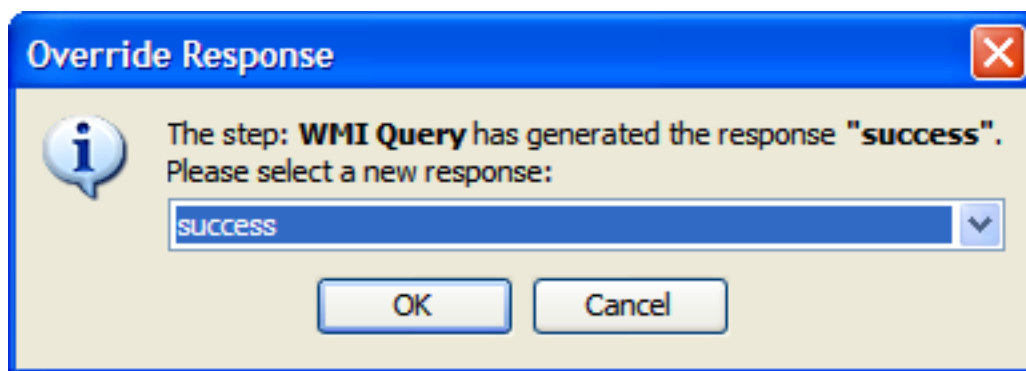 Override Response
The step: WMI Query has generated the response "success".
Please select a new response:
success
OK
Cancel